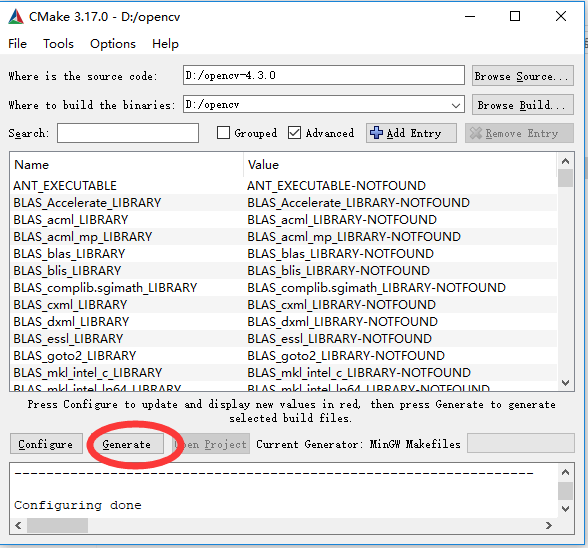 CMake 3.17.0 - D:/opencv
File Tools Options Help
Where is the source code: D:/opencv-4.3.0 Browse Source...
Where to build the binaries: D:/opencv Browse Build...
Search: Grouped Advanced Add Entry Remove Entry
Name Value
ANT_EXECUTABLE ANT_EXECUTABLE-NOTFOUND
BLAS_Accelerate_LIBRARY BLAS_Accelerate_LIBRARY-NOTFOUND
BLAS_acml_LIBRARY BLAS_acml_LIBRARY-NOTFOUND
BLAS_acml_mp_LIBRARY BLAS_acml_mp_LIBRARY-NOTFOUND
BLAS_blas_LIBRARY BLAS_blas_LIBRARY-NOTFOUND
BLAS_blis_LIBRARY BLAS_blis_LIBRARY-NOTFOUND
BLAS_complib.sgimath_LIBRARY BLAS_complib.sgimath_LIBRARY-NOTFOUND
BLAS_cxml_LIBRARY BLAS_cxml_LIBRARY-NOTFOUND
BLAS_dxml_LIBRARY BLAS_dxml_LIBRARY-NOTFOUND
BLAS_essl_LIBRARY BLAS_essl_LIBRARY-NOTFOUND
BLAS_goto2_LIBRARY BLAS_goto2_LIBRARY-NOTFOUND
BLAS_mkl_intel_c_LIBRARY BLAS_mkl_intel_c_LIBRARY-NOTFOUND
BLAS_mkl_intel_lp64_LIBRARY BLAS_mkl_intel_lp64_LIBRARY-NOTFOUND
Press Configure to update and display new values in red, then press Generate to generate
selected build files.
Configure Generate Open Project Current Generator: MinGW Makefiles
Configuring done